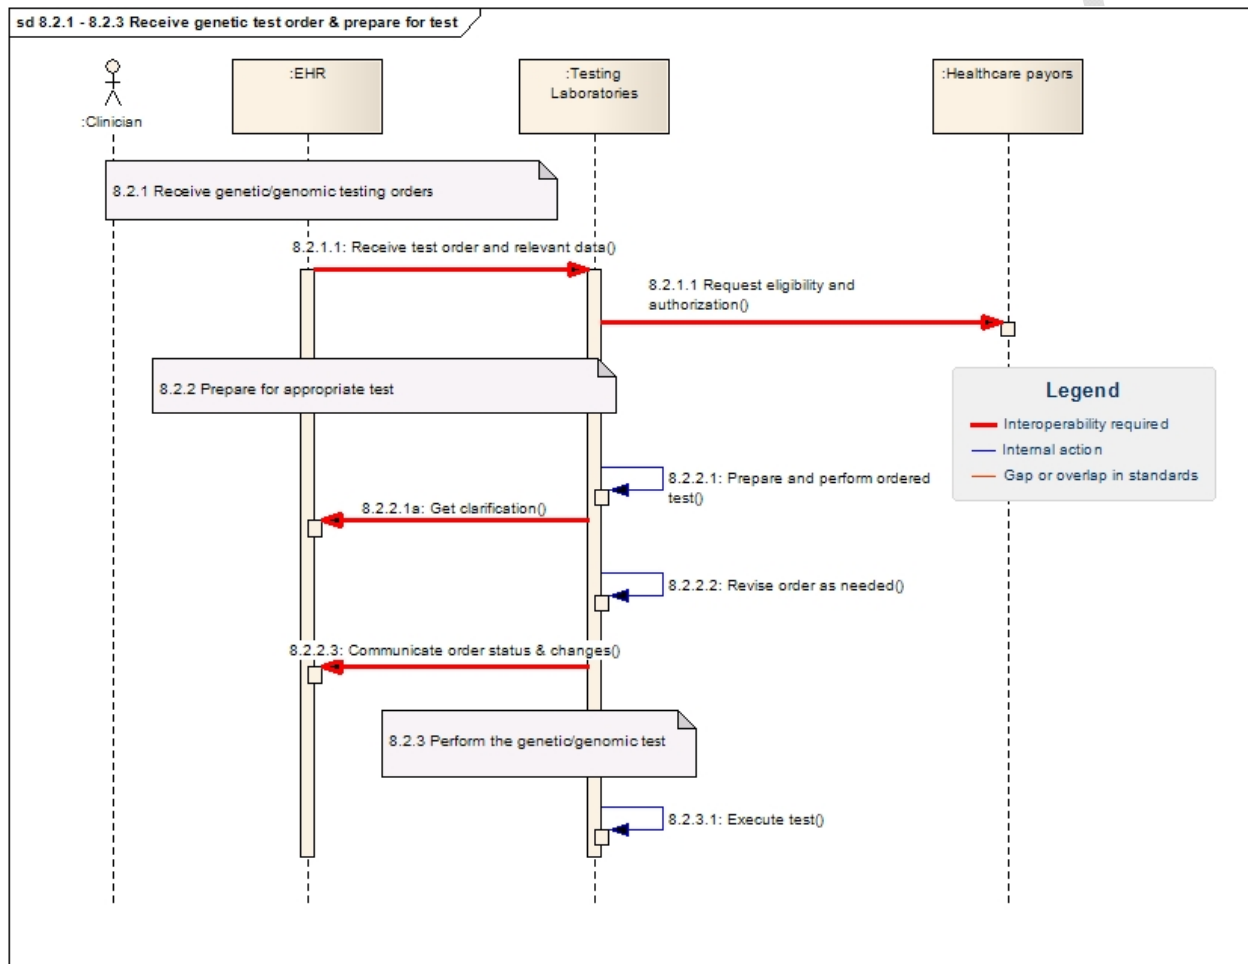 sd 8.2.1 - 8.2.3 Receive genetic test order & prepare for test
:Clinician
:EHR
:Testing
Laboratories
:Healthcare payors
8.2.1 Receive genetic/genomic testing orders
8.2.1.1: Receive test order and relevant data()
8.2.1.1 Request eligibility and
authorization()
8.2.2 Prepare for appropriate test
Legend
Interoperability required
Internal action
Gap or overlap in standards
8.2.2.1: Prepare and perform ordered
test()
8.2.2.1a: Get clarification()
8.2.2.2: Revise order as needed()
8.2.2.3: Communicate order status & changes()
8.2.3 Perform the genetic/genomic test
8.2.3.1: Execute test()